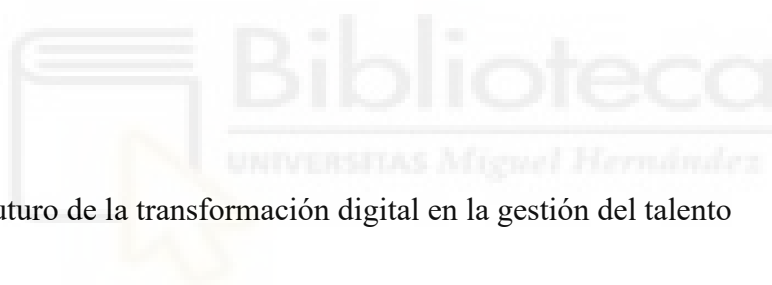 Biblioteca
UNIVERSITAS Miguel Hernández
uturo de la transformación digital en la gestión del talento